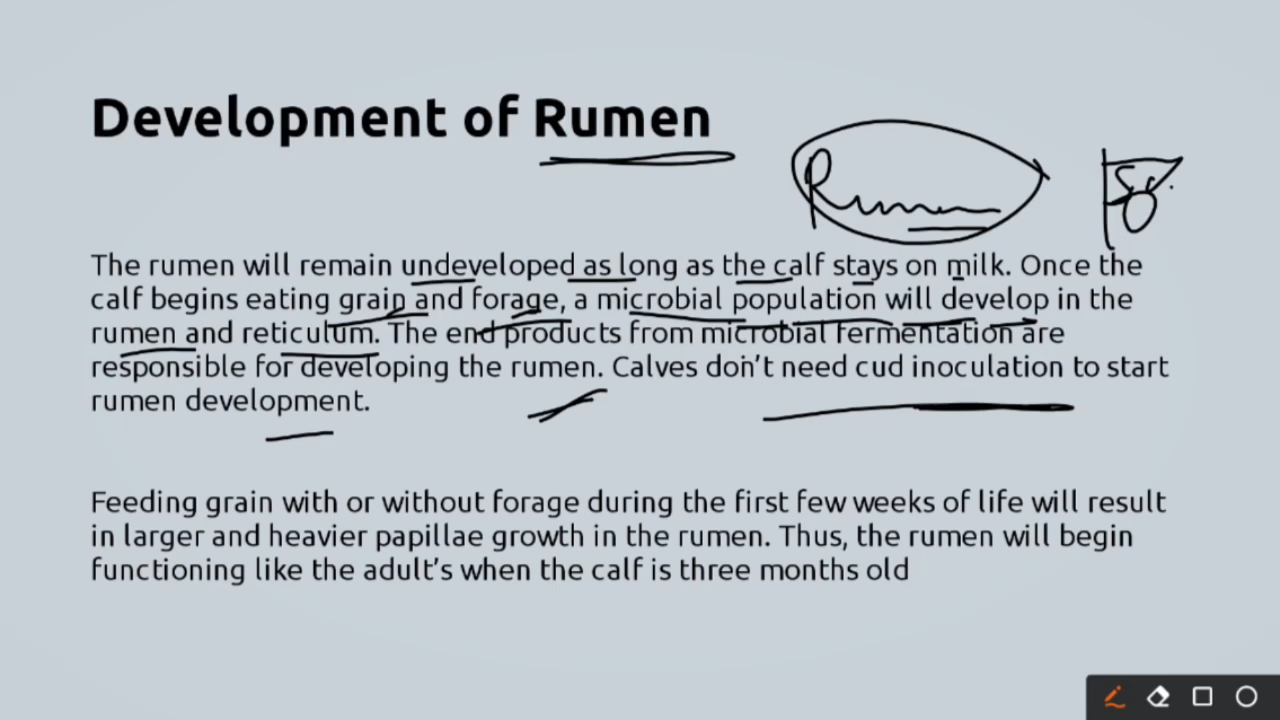 Development of Rumen
Rumen
The rumen will remain undeveloped as long as the calf stays on milk. Once the
calf begins eating grain and forage, a microbial population will develop in the
rumen and reticulum. The end products from microbial fermentation are
responsible for developing the rumen. Calves don't need cud inoculation to start
rumen development.
Feeding grain with or without forage during the first few weeks of life will result
in larger and heavier papillae growth in the rumen. Thus, the rumen will begin
functioning like the adult's when the calf is three months old